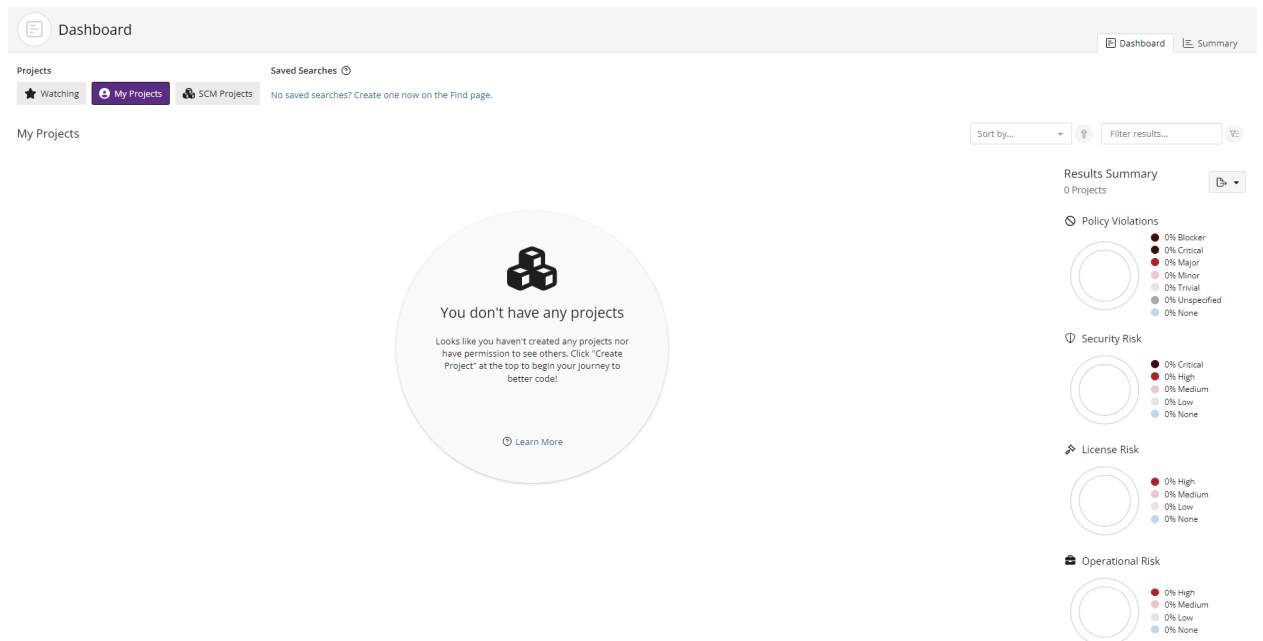 Dashboard
Dashboard
Summary
Projects
Saved Searches
Watching
My Projects
SCM Projects
No saved searches? Create one now on the Find page.
My Projects
Sort by...
Filter results...
Results Summary
0 Projects
Policy Violations
0% Blocker
0% Critical
0% Major
0% Minor
0% Trivial
0% Unspecified
0% None
You don't have any projects
Looks like you haven't created any projects nor
have permission to see others. Click "Create
Project" at the top to begin your journey to
better code!
Learn More
Security Risk
0% Critical
0% High
0% Medium
0% Low
0% None
License Risk
0% High
0% Medium
0% Low
0% None
Operational Risk
0% High
0% Medium
0% Low
0% None